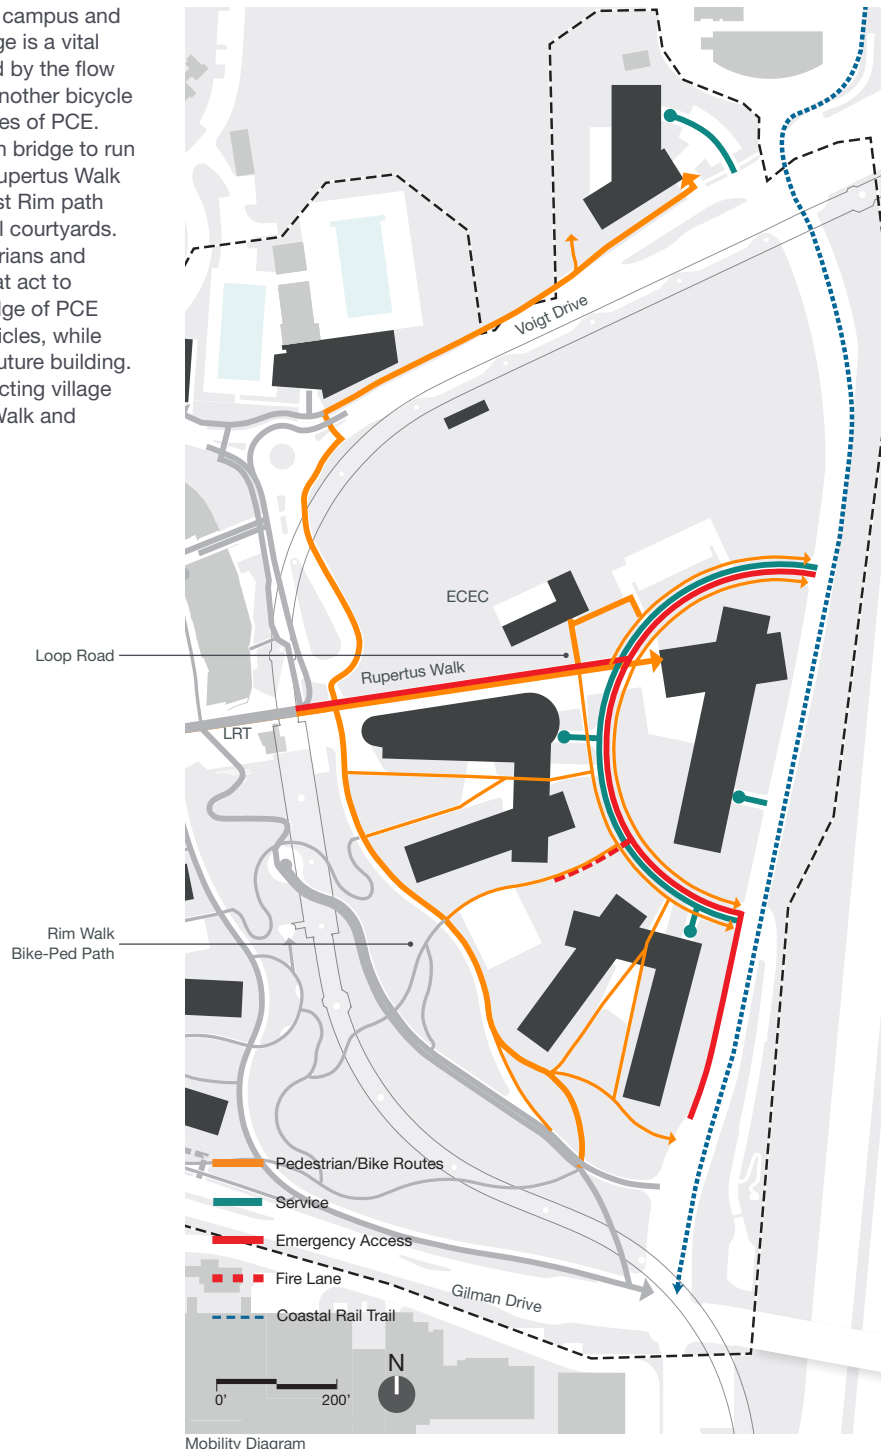 campus and
ge is a vital
d by the flow
nother bicycle
es of PCE.
n bridge to run
upertus Walk
st Rim path
l courtyards.
rians and
at act to
dge of PCE
icles, while
uture building.
cting village
Walk and
Voigt Drive
ECEC
Loop Road
Rupertus Walk
LRT
Rim Walk
Bike-Ped Path
Pedestrian/Bike Routes
Service
Emergency Access
Fire Lane
Gilman Drive
Coastal Rail Trail
N
0' 200'
Mobility Diagram